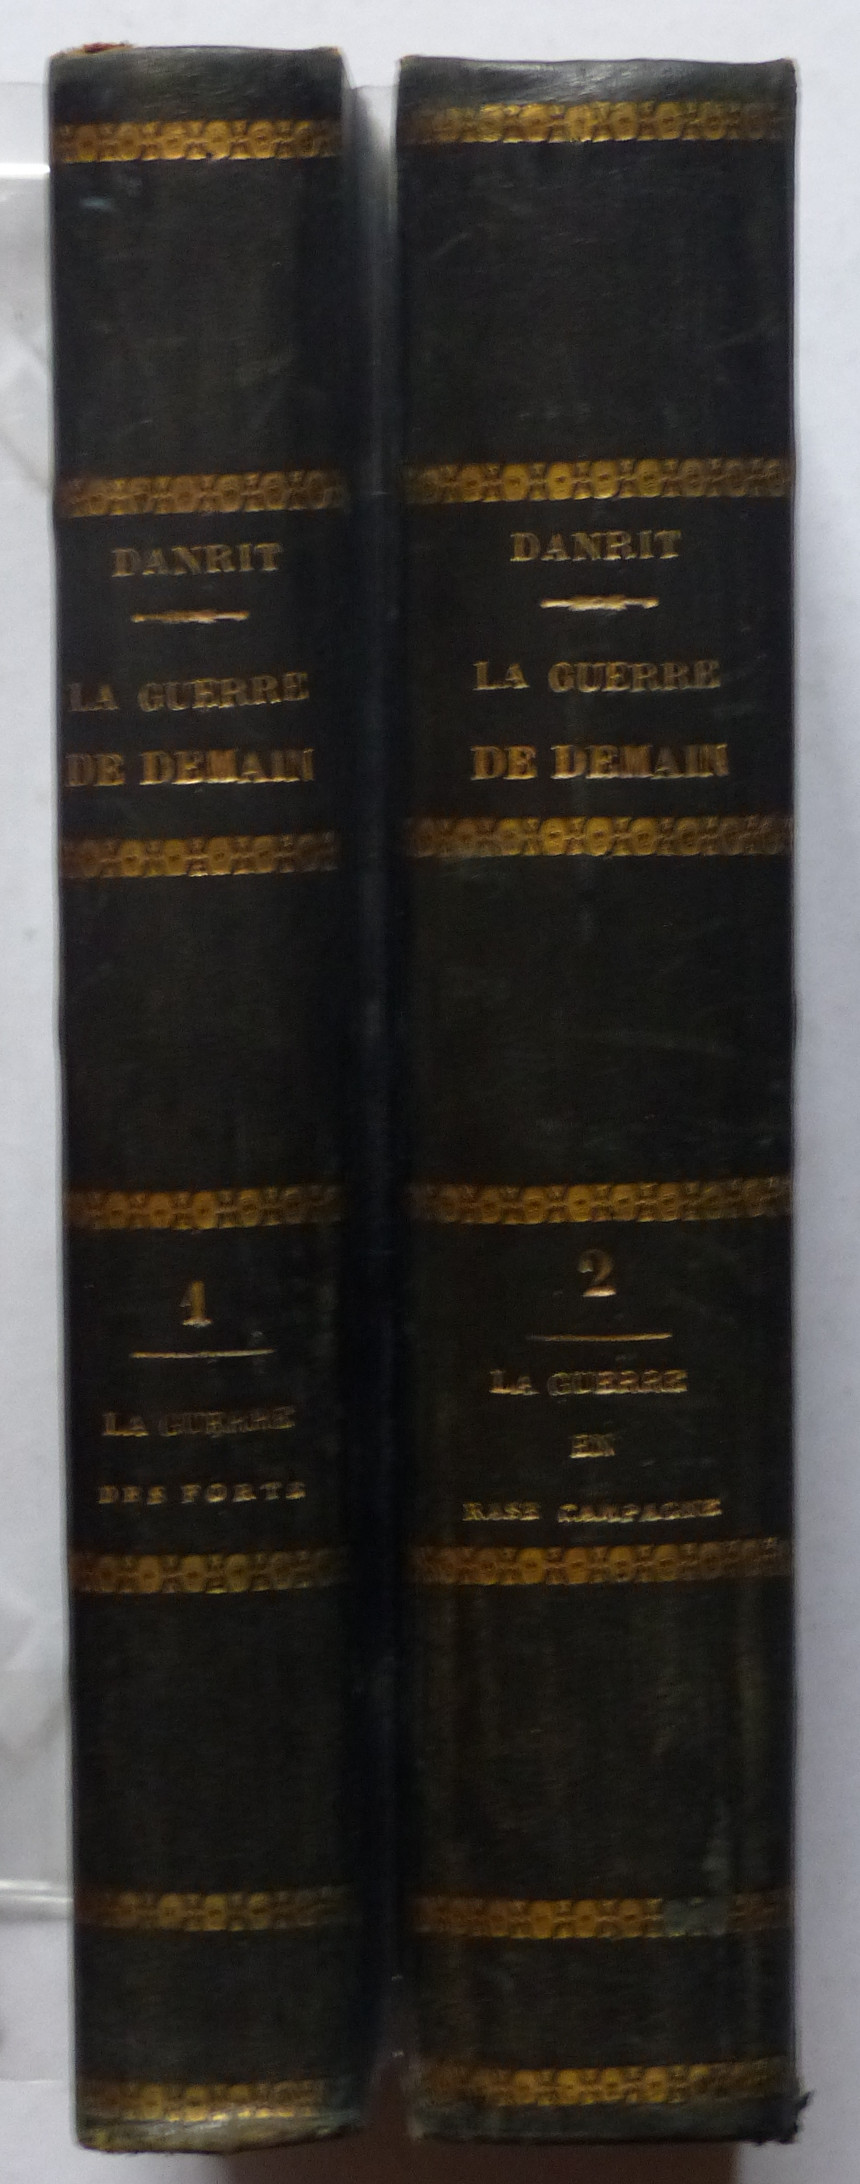 DANRIT
LA GUERRE
DE DEMAIN
1
LA GUERRE
DES FORTS
DANRIT
LA GUERRE
DE DEMAIN
2
LA GUERRE
EN
RASE CAMPAGNE